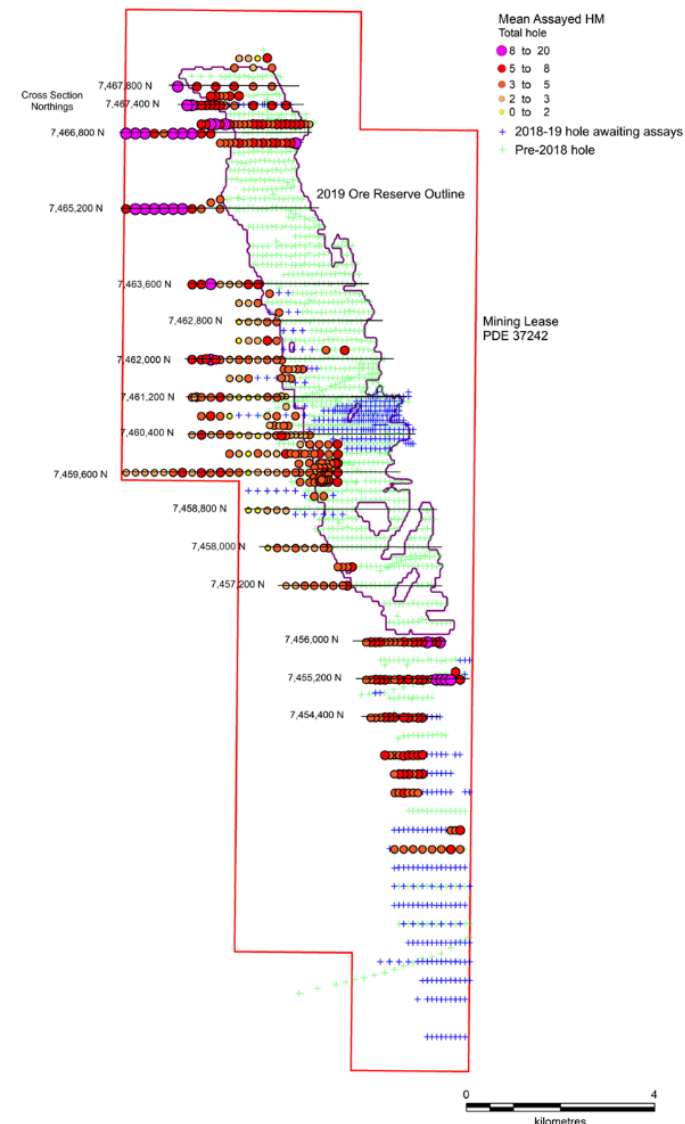 Mean Assayed HM
Total hole
8 to 20
5 to 8
3 to 5
2 to 3
0 to 2
2018-19 hole awaiting assays
Pre-2018 hole
Cross Section
Northings
7,467,800 N
7,467,400 N
7,466,800 N
2019 Ore Reserve Outline
7,465,200 N
7,463,600 N
7,462,800 N
Mining Lease
PDE 37242
7,462,000 N
7,461,200 N
7,460,400 N
7,459,600 N
7,458,800 N
7,458,000 N
7,457,200 N
7,456,000 N
7,455,200 N
7,454,400 N
0 4
kilometres